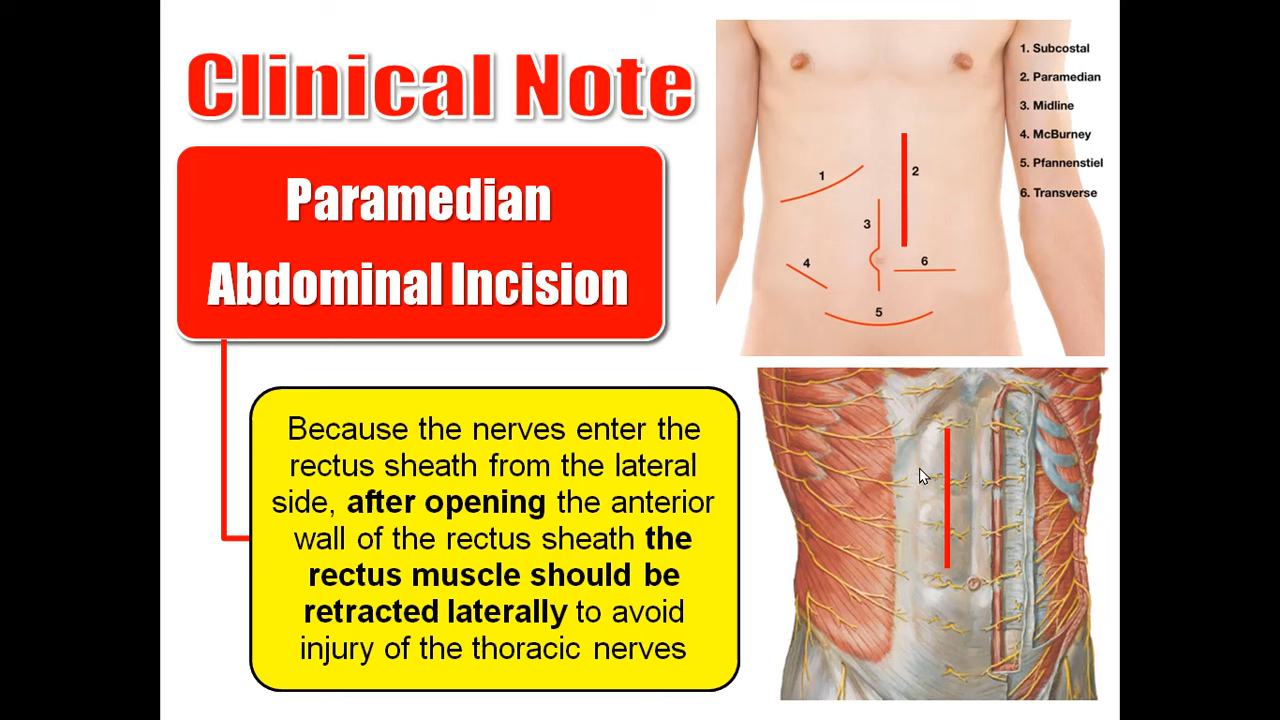 Clinical Note
Paramedian
Abdominal Incision
Because the nerves enter the
rectus sheath from the lateral
side, after opening the anterior
wall of the rectus sheath the
rectus muscle should be
retracted laterally to avoid
injury of the thoracic nerves
1. Subcostal
2. Paramedian
3. Midline
4. McBurney
5. Pfannenstiel
6. Transverse
1
2
3
4
6
5